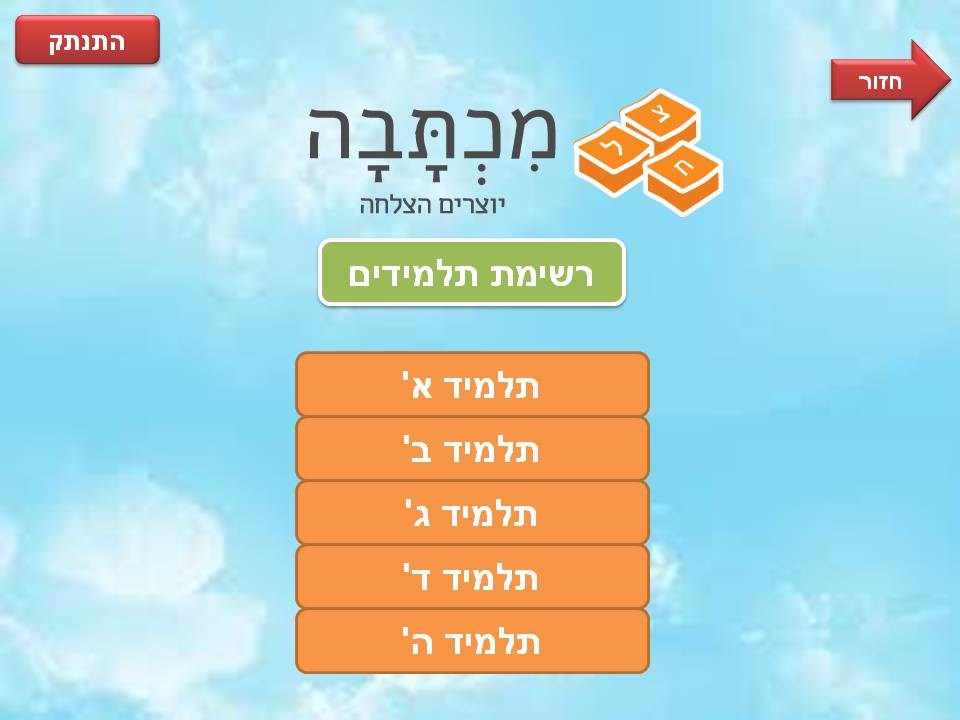 התנתק
חזור
מִכְתָּבָה
צ
ל
ח
יוצרים הצלחה
רשימת תלמידים
תלמיד א'
תלמיד ב'
תלמיד ג'
תלמיד ד'
תלמיד ה'